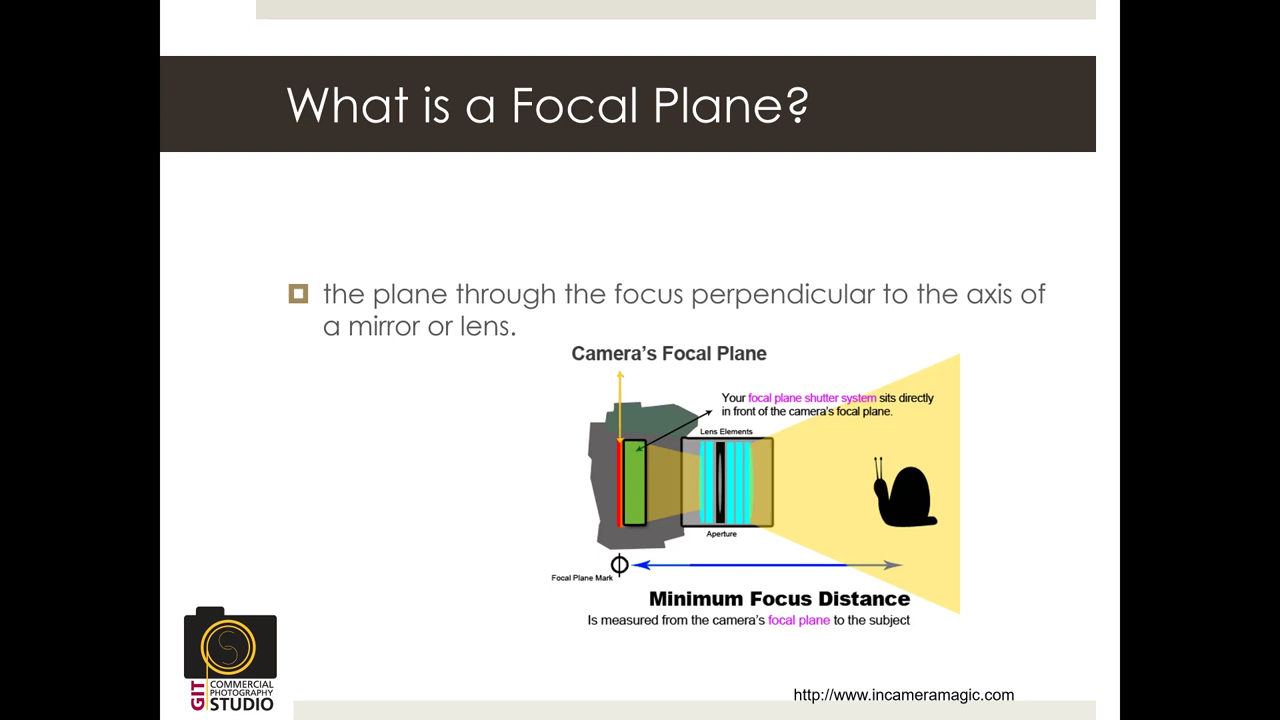 What is a Focal Plane?
the plane through the focus perpendicular to the axis of
a mirror or lens.
Camera's Focal Plane
Your focal plane shutter system sits directly
in front of the camera's focal plane.
Lens Elements
Aperture
Focal Plane Mark
Minimum Focus Distance
Is measured from the camera's focal plane to the subject
S
GIT
COMMERCIAL
PHOTOGRAPHY
STUDIO
http://www.incameramagic.com